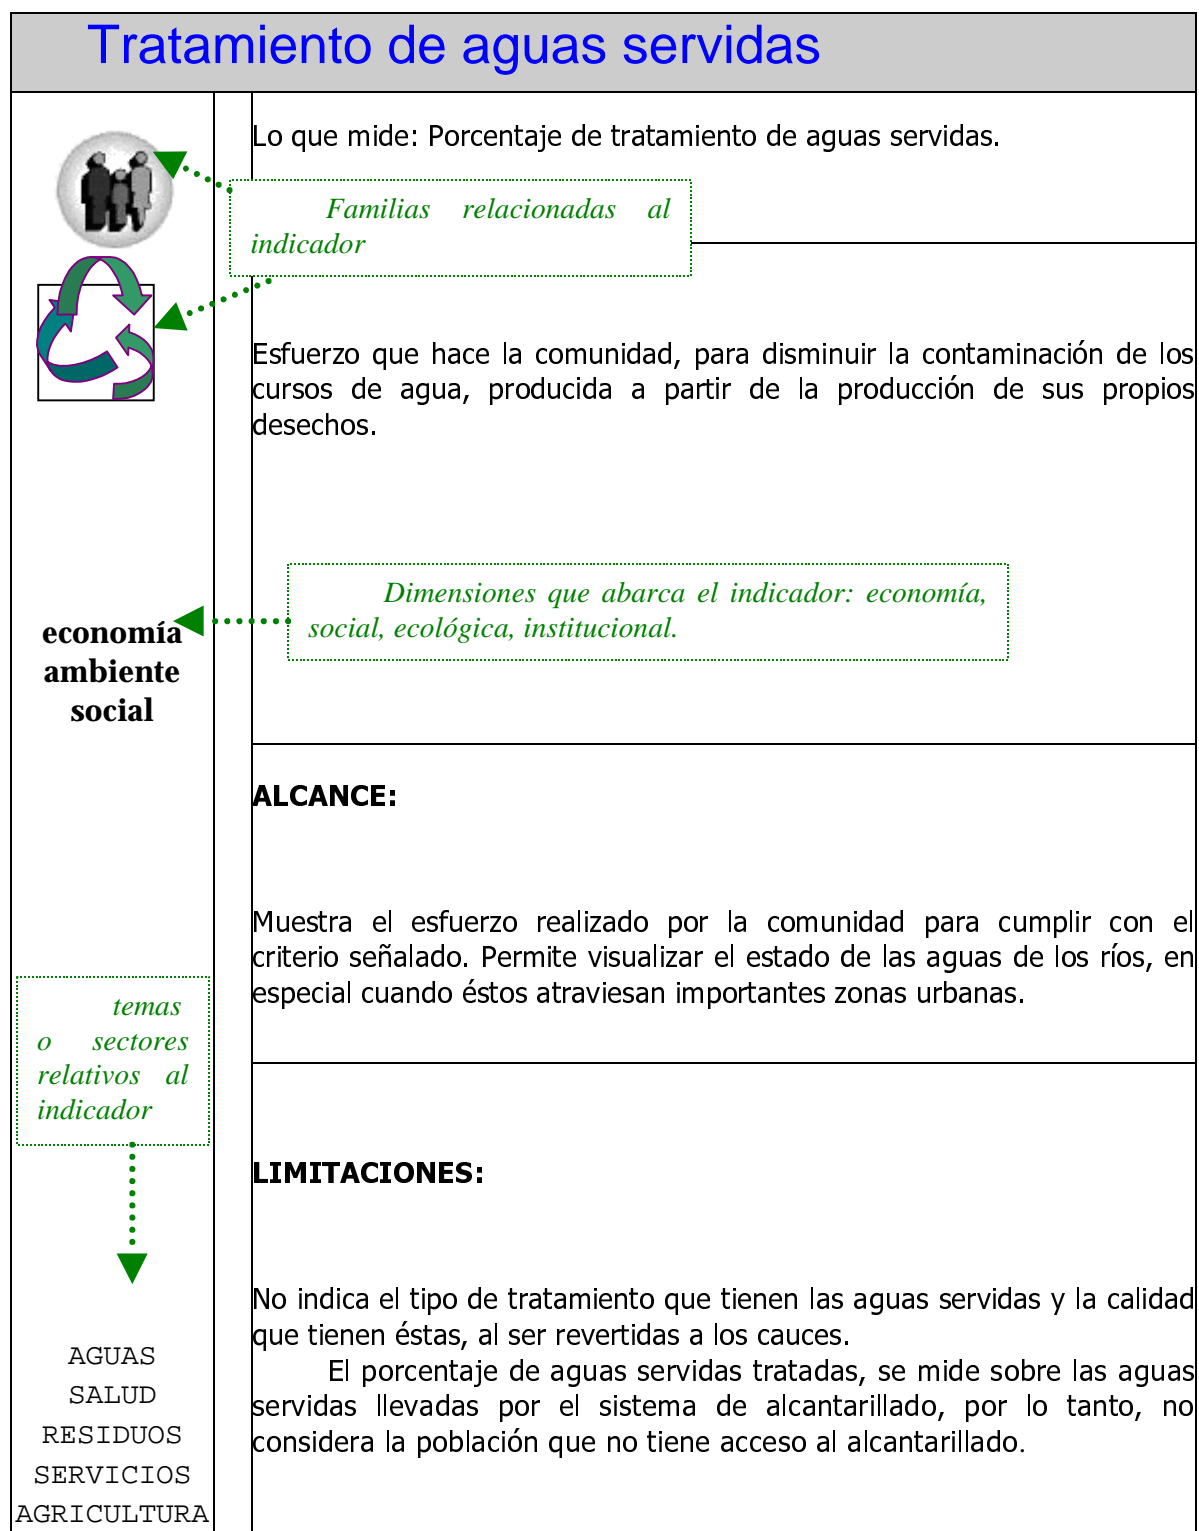 Tratamiento de aguas servidas
Lo que mide: Porcentaje de tratamiento de aguas servidas.
Familias relacionadas al
indicador
Esfuerzo que hace la comunidad, para disminuir la contaminación de los
cursos de agua, producida a partir de la producción de sus propios
desechos.
Dimensiones que abarca el indicador: economía,
social, ecológica, institucional.
economía
ambiente
social
ALCANCE:
Muestra el esfuerzo realizado por la comunidad para cumplir con el
criterio señalado. Permite visualizar el estado de las aguas de los ríos, en
especial cuando éstos atraviesan importantes zonas urbanas.
temas
o sectores
relativos al
indicador
LIMITACIONES:
No indica el tipo de tratamiento que tienen las aguas servidas y la calidad
que tienen éstas, al ser revertidas a los cauces.
El porcentaje de aguas servidas tratadas, se mide sobre las aguas
servidas llevadas por el sistema de alcantarillado, por lo tanto, no
considera la población que no tiene acceso al alcantarillado.
AGUAS
SALUD
RESIDUOS
SERVICIOS
AGRICULTURA